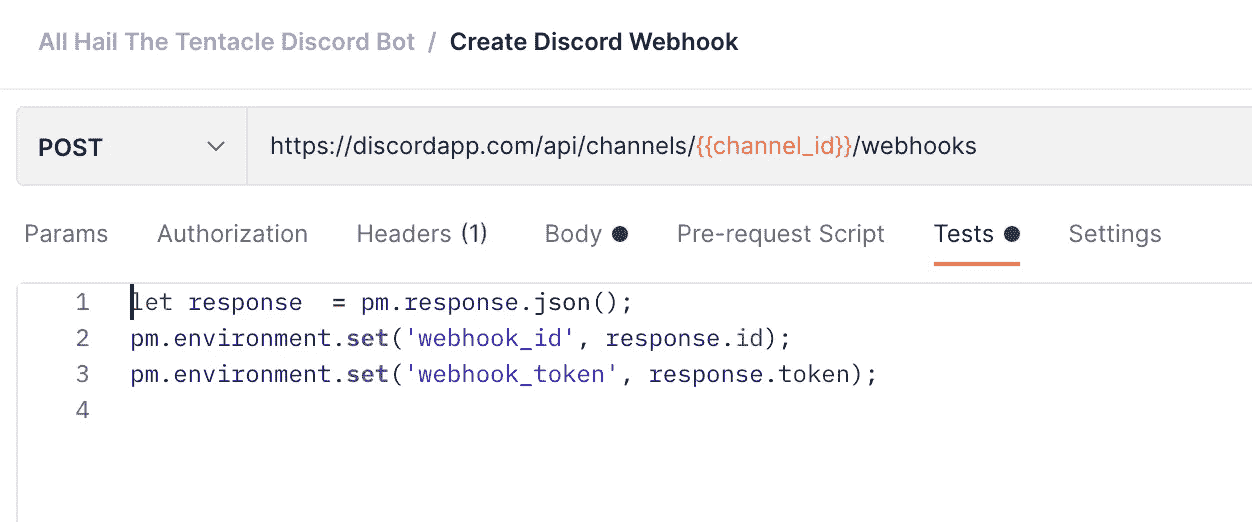 All Hail The Tentacle Discord Bot / Create Discord Webhook
POST https://discordapp.com/api/channels/{{channel_id}}/webhooks
Params Authorization Headers (1) Body Pre-request Script Tests Settings
1 let response  = pm.response.json();
2 pm.environment.set('webhook_id', response.id);
3 pm.environment.set('webhook_token', response.token);
4